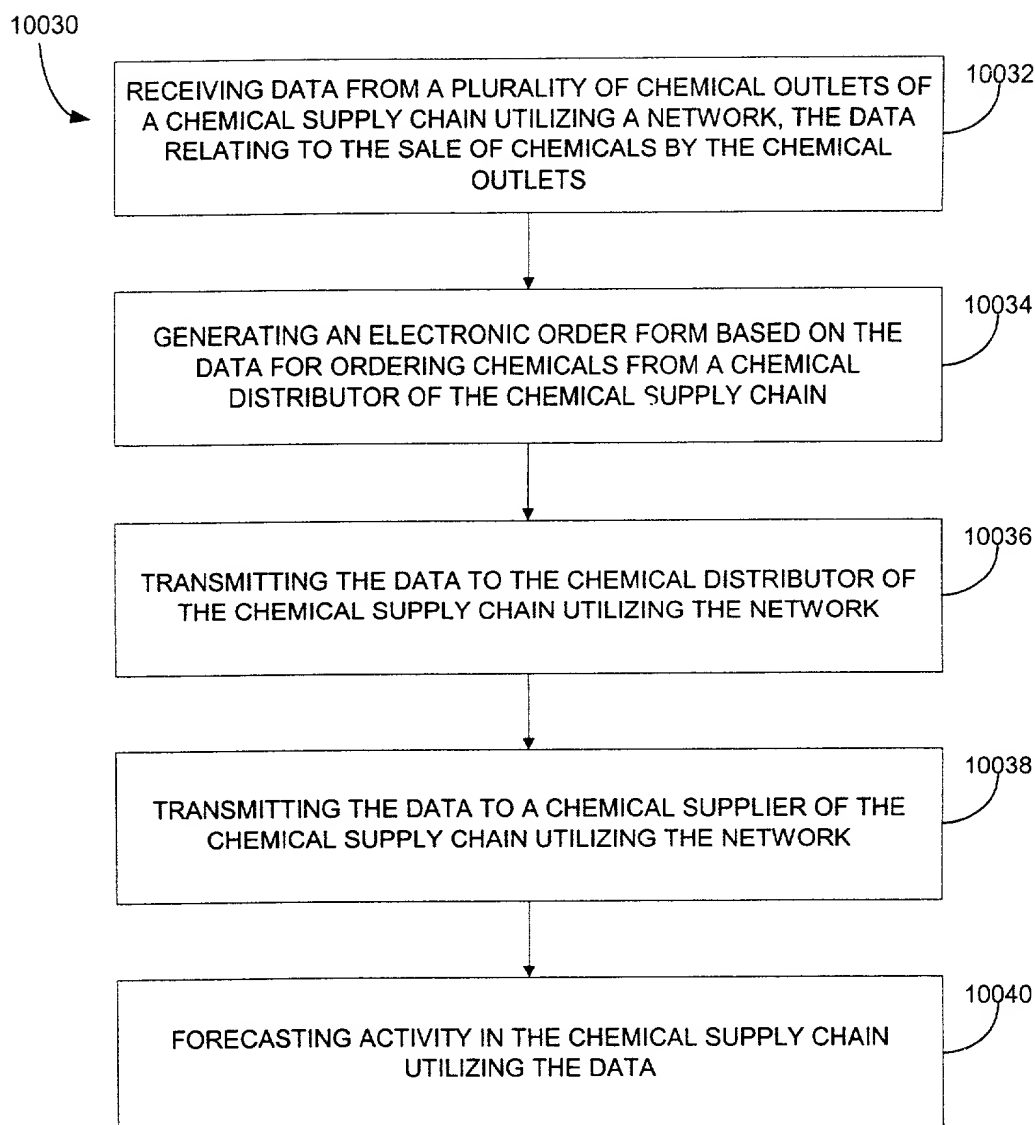 10030
10032
RECEIVING DATA FROM A PLURALITY OF CHEMICAL OUTLETS OF
A CHEMICAL SUPPLY CHAIN UTILIZING A NETWORK, THE DATA
RELATING TO THE SALE OF CHEMICALS BY THE CHEMICAL
OUTLETS
10034
GENERATING AN ELECTRONIC ORDER FORM BASED ON THE
DATA FOR ORDERING CHEMICALS FROM A CHEMICAL
DISTRIBUTOR OF THE CHEMICAL SUPPLY CHAIN
10036
TRANSMITTING THE DATA TO THE CHEMICAL DISTRIBUTOR OF
THE CHEMICAL SUPPLY CHAIN UTILIZING THE NETWORK
10038
TRANSMITTING THE DATA TO A CHEMICAL SUPPLIER OF THE
CHEMICAL SUPPLY CHAIN UTILIZING THE NETWORK
10040
FORECASTING ACTIVITY IN THE CHEMICAL SUPPLY CHAIN
UTILIZING THE DATA